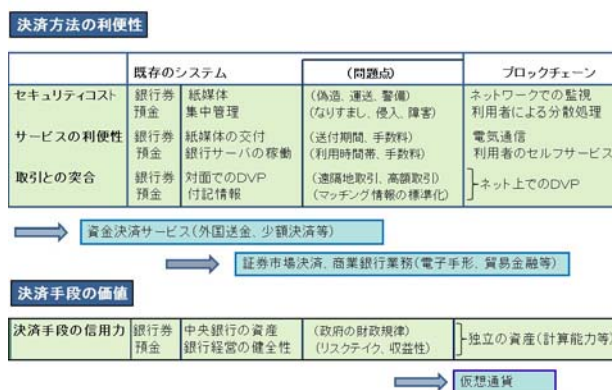 決済方法の利便性
既存のシステム (問題点) ブロックチェーン
セキュリティコスト 銀行券 紙媒体 (偽造、運送、警備) ネットワークでの監視
預金 集中管理 (なりすまし、侵入、障害) 利用者による分散処理
サービスの利便性 銀行券 紙媒体の交付 (送付期間、手数料) 電気通信
預金 銀行サーバの稼働 (利用時間帯、手数料) 利用者のセルフサービス
取引との突合 銀行券 対面でのDVP (遠隔地取引、高額取引) ネット上でのDVP
預金 付記情報 (マッチング情報の標準化)
資金決済サービス(外国送金、少額決済等)
証券市場決済、商業銀行業務(電子手形、貿易金融等)
決済手段の価値
決済手段の信用力 銀行券 中央銀行の資産 (政府の財政規律) 独立の資産(計算能力等)
預金 銀行経営の健全性 (リスクテイク、収益性)
仮想通貨